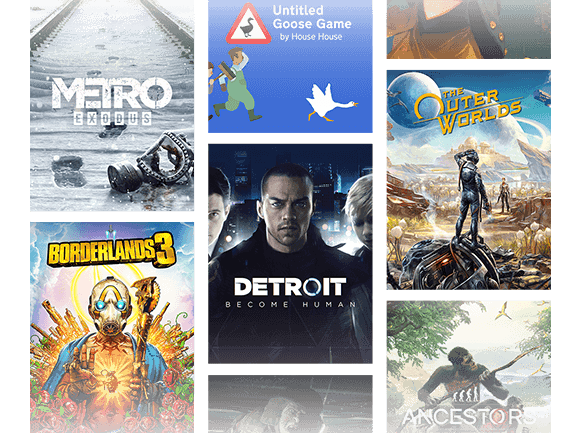 METRO
EXODUS
BORDERLANDS 3
Untitled
Goose Game
by House House
DETROIT
BECOME HUMAN
THE
OUTER
WORLDS
ANCESTORS